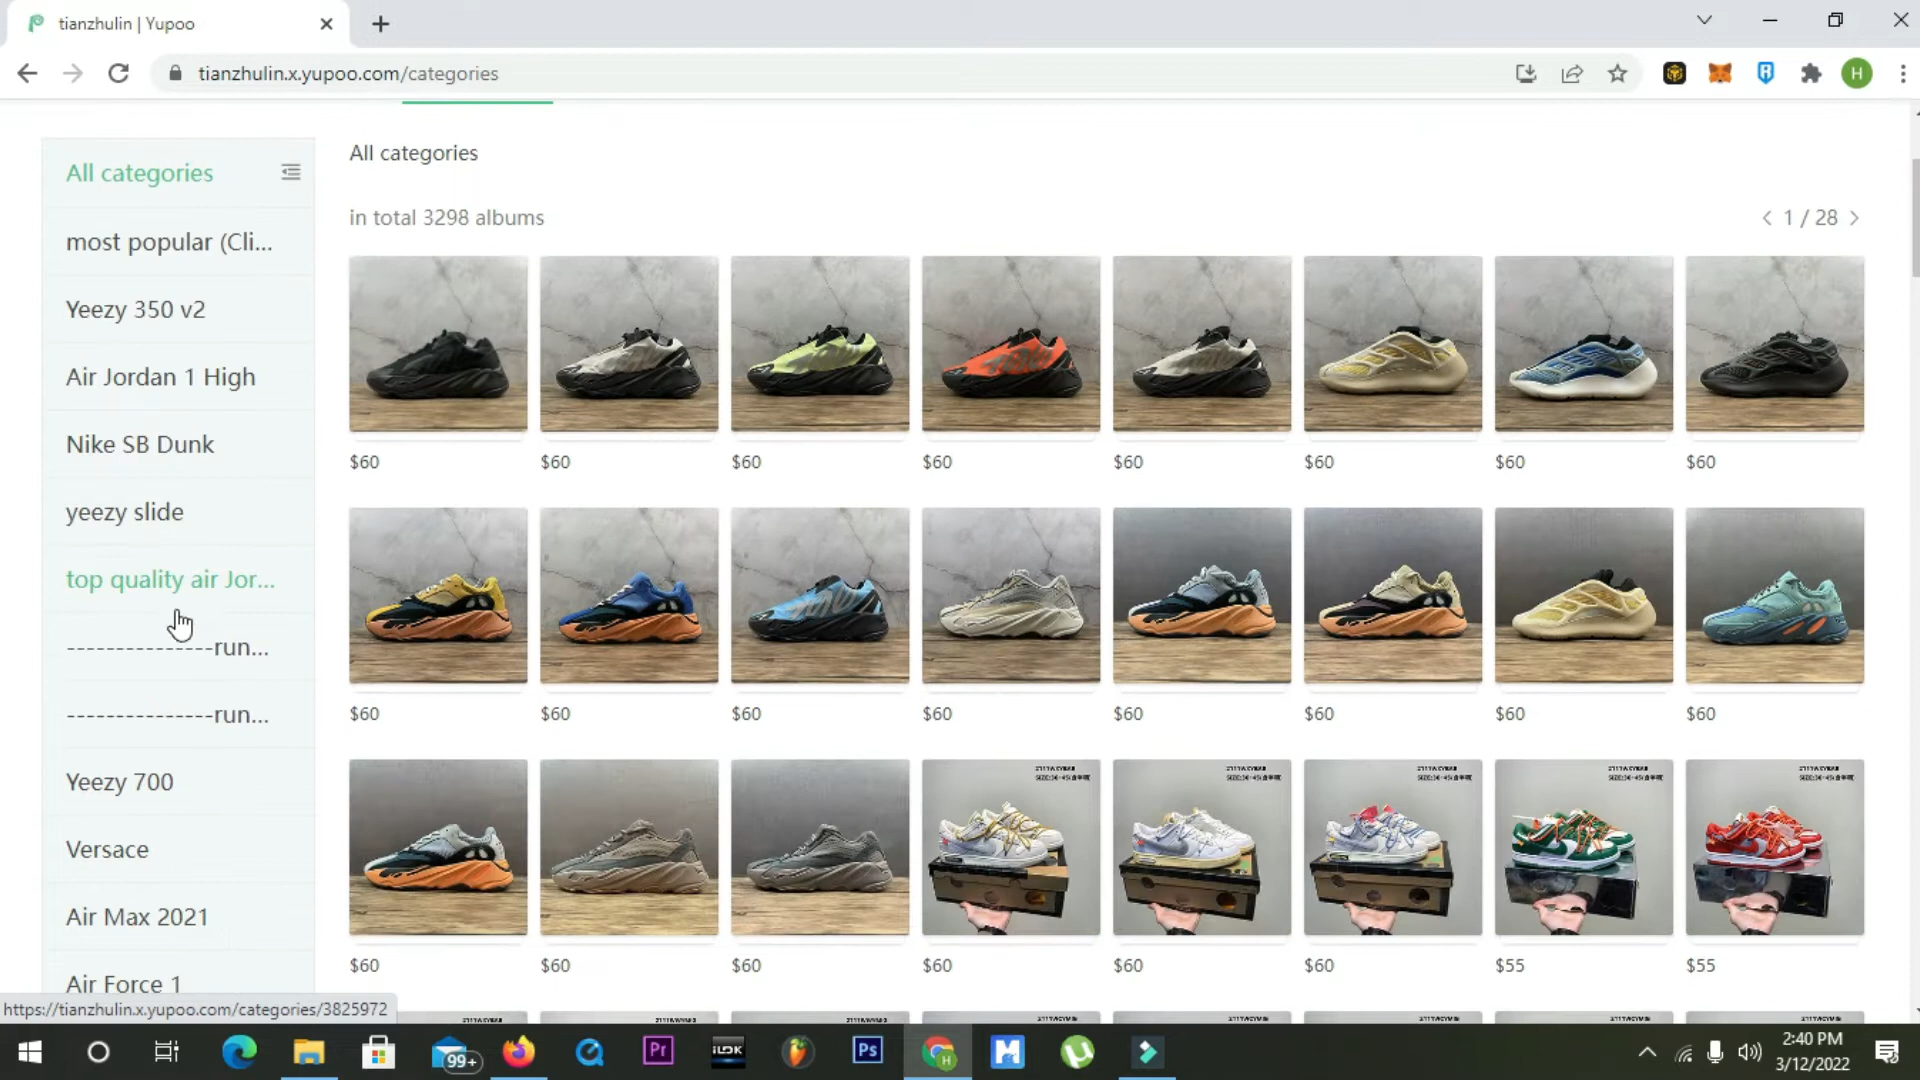 tianzhulin | Yupoo
tianzhulin.x.yupoo.com/categories
H
All categories
most popular (Cli...
Yeezy 350 v2
Air Jordan 1 High
Nike SB Dunk
yeezy slide
top quality air Jor...
---------------run...
---------------run...
Yeezy 700
Versace
Air Max 2021
Air Force 1
All categories
in total 3298 albums
1 / 28
$60 $60 $60 $60 $60 $60 $60 $60
$60 $60 $60 $60 $60 $60 $60 $60
$60 $60 $60 $60 $60 $60 $55 $55
https://tianzhulin.x.yupoo.com/categories/3825972
99+
Pr
Ps
H
2:40 PM
3/12/2022